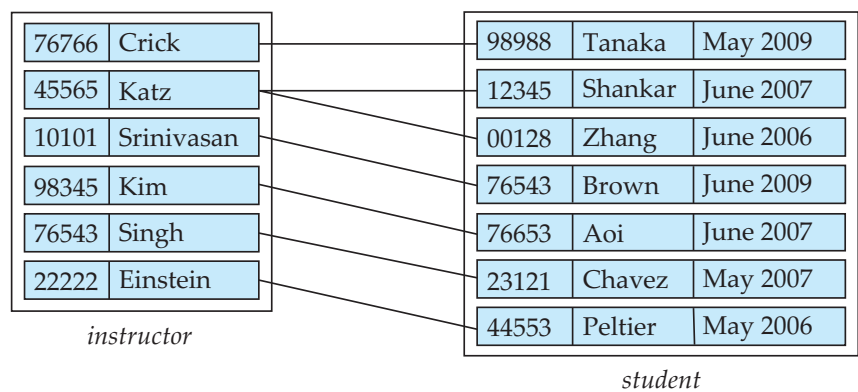 76766 Crick
45565 Katz
10101 Srinivasan
98345 Kim
76543 Singh
22222 Einstein
instructor
98988 Tanaka May 2009
12345 Shankar June 2007
00128 Zhang June 2006
76543 Brown June 2009
76653 Aoi June 2007
23121 Chavez May 2007
44553 Peltier May 2006
student